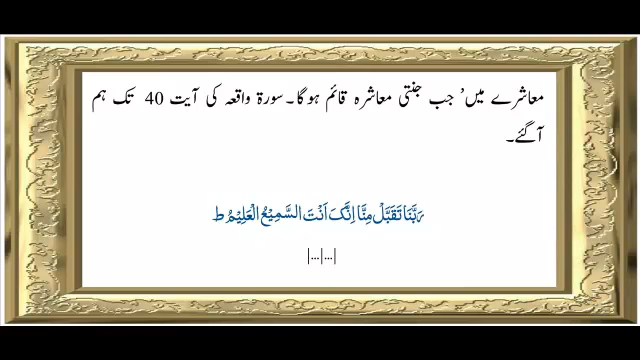 معاشرے میں’ جب جنتی معاشرہ قائم ہوگا۔ سورۃ واقعہ کی آیت 40 تک ہم
آگئے۔
رَبَّنَا تَقَبَّلْ مِنَّا اِنَّکَ اَنْتَ السَّمِیْعُ الْعَلِیْمُ ط
|...|...|